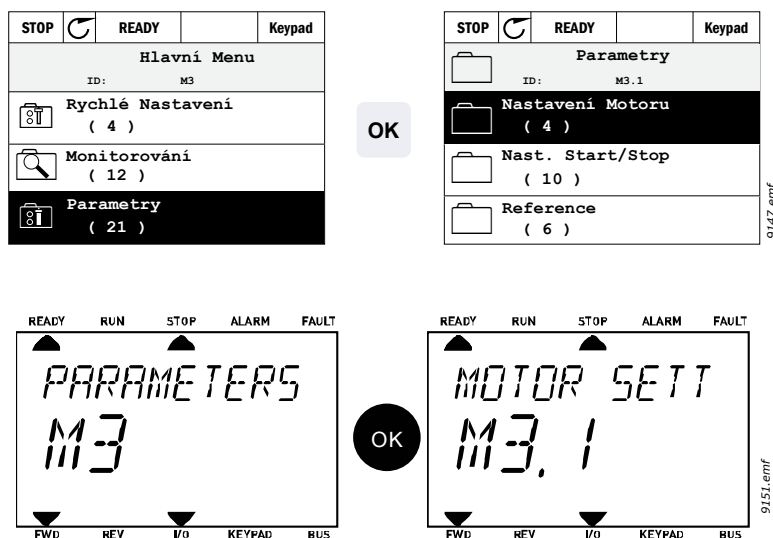 STOP READY Keypad
Hlavní Menu
ID: M3
Rychlé Nastavení
( 4 )
Monitorování
( 12 )
Parametry
( 21 )
OK
STOP READY Keypad
Parametry
ID: M3.1
Nastavení Motoru
( 4 )
Nast. Start/Stop
( 10 )
Reference
( 6 )
9147.emf
READY RUN STOP ALARM FAULT
PARAMETERS
M3
FWD REV I/O KEYPAD BUS
OK
READY RUN STOP ALARM FAULT
MOTOR SETT
M3.1
FWD REV I/O KEYPAD BUS
9151.emf